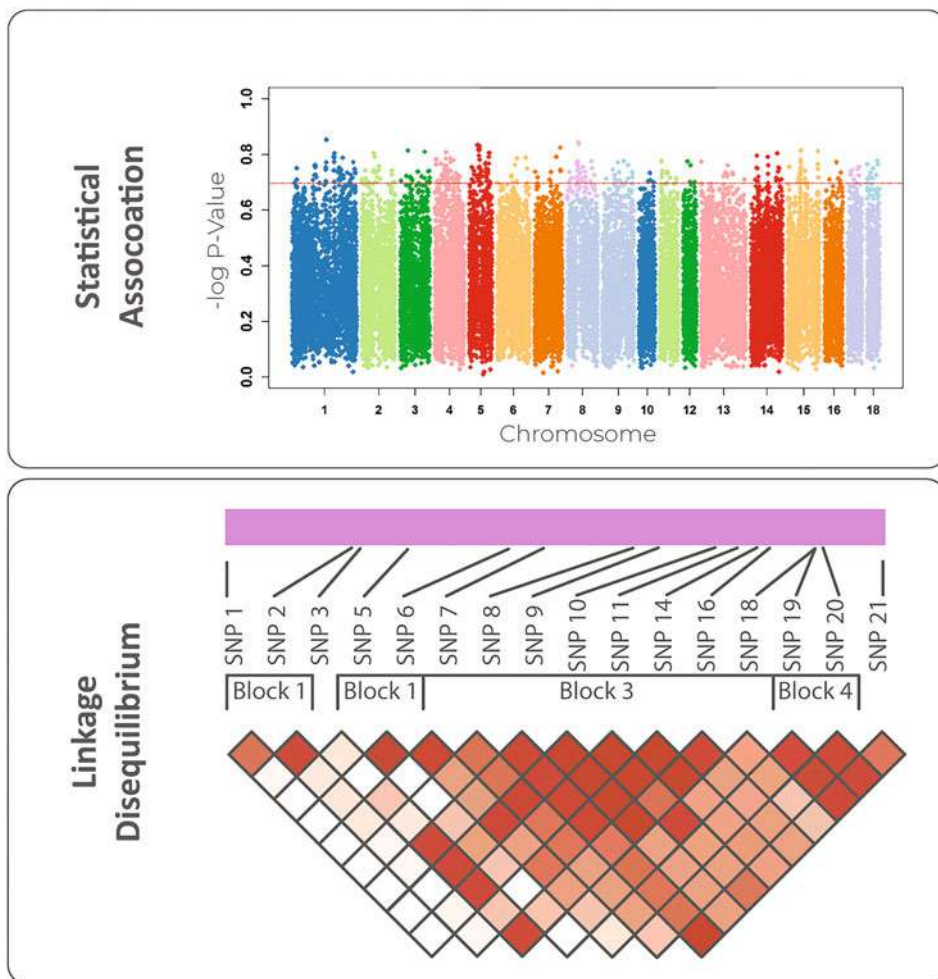 Statistical
Assocoation
-log P-Value
1.0
0.8
0.6
0.4
0.2
0.0
1 2 3 4 5 6 7 8 9 10 12 13 14 15 16 18
Chromosome
Linkage
Disequilibrium
SNP 1
SNP 2
SNP 3
SNP 5
SNP 6
SNP 7
SNP 8
SNP 9
SNP 10
SNP 11
SNP 14
SNP 16
SNP 18
SNP 19
SNP 20
SNP 21
Block 1 Block 1 Block 3 Block 4